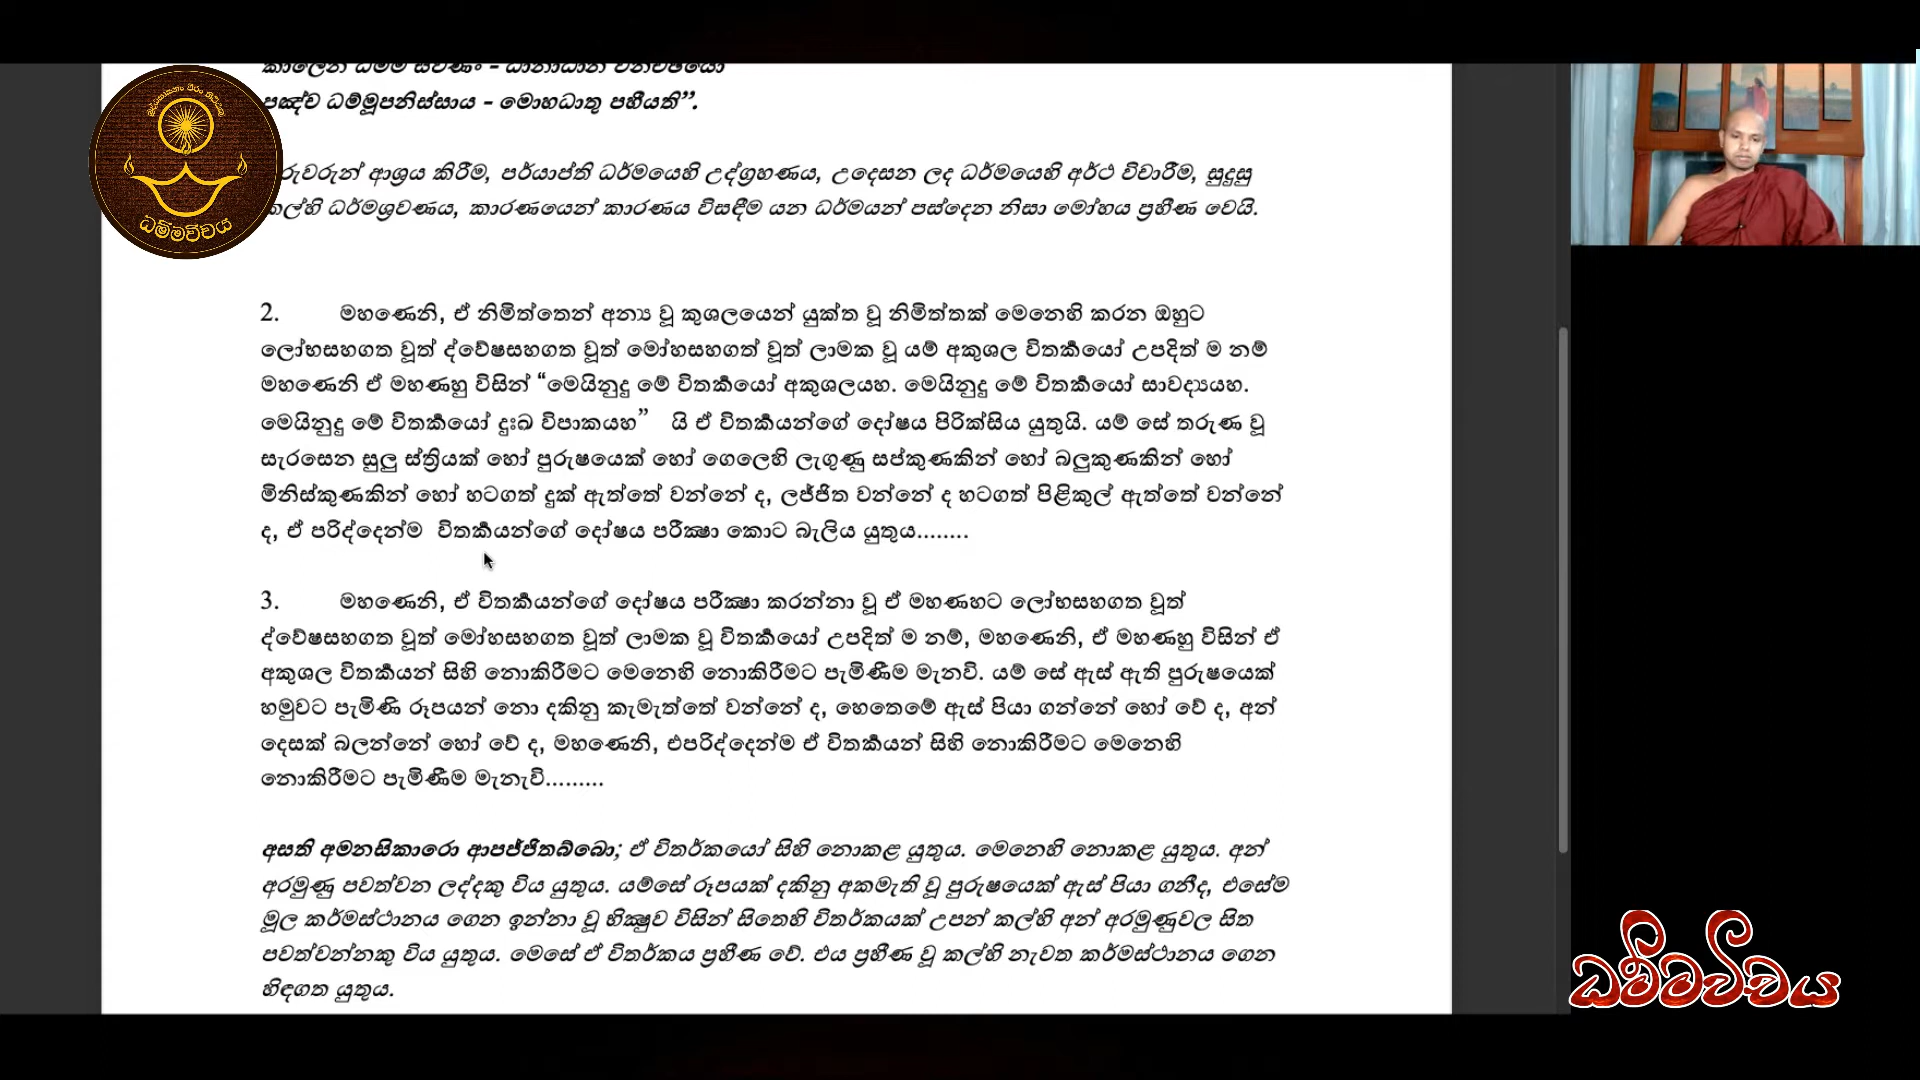 කාලෙන ධම්ම සවණං - ඨානාඨාන විනිච්ඡයො
පඤ්ච ධම්මූපනිස්සාය - මොහධාතු පහීයති”.
රුවරුන් ආශ්‍රය කිරීම, පර්යාප්ති ධර්මයෙහි උද්ග්‍රහණය, උදෙසන ලද ධර්මයෙහි අර්ථ විචාරීම, සුදුසු
කල්හි ධර්මශ්‍රවණය, කාරණයෙන් කාරණය විසඳීම යන ධර්මයන් පස්දෙන නිසා මෝහය ප්‍රහීණ වෙයි.
ධම්මවිචය
2. මහණෙනි, ඒ නිමිත්තෙන් අන්‍ය වූ කුශලයෙන් යුක්ත වූ නිමිත්තක් මෙනෙහි කරන ඔහුට
ලෝභසහගත වූත් ද්වේෂසහගත වූත් මෝහසහගත් වූත් ලාමක වූ යම් අකුශල විතර්‍කයෝ උපදිත් ම නම්
මහණෙනි ඒ මහණහු විසින් “මෙයිනුදු මේ විතර්‍කයෝ අකුශලයහ. මෙයිනුදු මේ විතර්‍කයෝ සාවද්‍යයහ.
මෙයිනුදු මේ විතර්‍කයෝ දුඃඛ විපාකයහ” යි ඒ විතර්‍කයන්ගේ දෝෂය පිරික්සිය යුතුයි. යම් සේ තරුණ වූ
සැරසෙන සුලු ස්ත්‍රියක් හෝ පුරුෂයෙක් හෝ ගෙලෙහි ලැගුණු සප්කුණකින් හෝ බලුකුණකින් හෝ
මිනිස්කුණකින් හෝ හටගත් දුක් ඇත්තේ වන්නේ ද, ලජ්ජිත වන්නේ ද හටගත් පිළිකුල් ඇත්තේ වන්නේ
ද, ඒ පරිද්දෙන්ම විතර්‍කයන්ගේ දෝෂය පරීක්‍ෂා කොට බැලිය යුතුය........
3. මහණෙනි, ඒ විතර්‍කයන්ගේ දෝෂය පරීක්‍ෂා කරන්නා වූ ඒ මහණහට ලෝභසහගත වූත්
ද්වේෂසහගත වූත් මෝහසහගත වූත් ලාමක වූ විතර්‍කයෝ උපදිත් ම නම්, මහණෙනි, ඒ මහණහු විසින් ඒ
අකුශල විතර්‍කයන් සිහි නොකිරීමට මෙනෙහි නොකිරීමට පැමිණීම මැනවි. යම් සේ ඇස් ඇති පුරුෂයෙක්
හමුවට පැමිණි රූපයන් නො දකිනු කැමැත්තේ වන්නේ ද, හෙතෙමේ ඇස් පියා ගන්නේ හෝ වේ ද, අන්
දෙසක් බලන්නේ හෝ වේ ද, මහණෙනි, එපරිද්දෙන්ම ඒ විතර්‍කයන් සිහි නොකිරීමට මෙනෙහි
නොකිරීමට පැමිණීම මැනැවි.........
අසති අමනසිකාරො ආපජ්ජිතබ්බො; ඒ විතර්කයෝ සිහි නොකළ යුතුය. මෙනෙහි නොකළ යුතුය. අන්
අරමුණු පවත්වන ලද්දකු විය යුතුය. යම්සේ රූපයක් දකිනු අකමැති වූ පුරුෂයෙක් ඇස් පියා ගනීද, එසේම
මූල කර්මස්ථානය ගෙන ඉන්නා වූ භික්‍ෂුව විසින් සිතෙහි විතර්කයක් උපන් කල්හි අන් අරමුණුවල සිත
පවත්වන්නකු විය යුතුය. මෙසේ ඒ විතර්කය ප්‍රහීණ වේ. එය ප්‍රහීණ වූ කල්හි නැවත කර්මස්ථානය ගෙන
හිඳගත යුතුය.
ධම්මවිචය